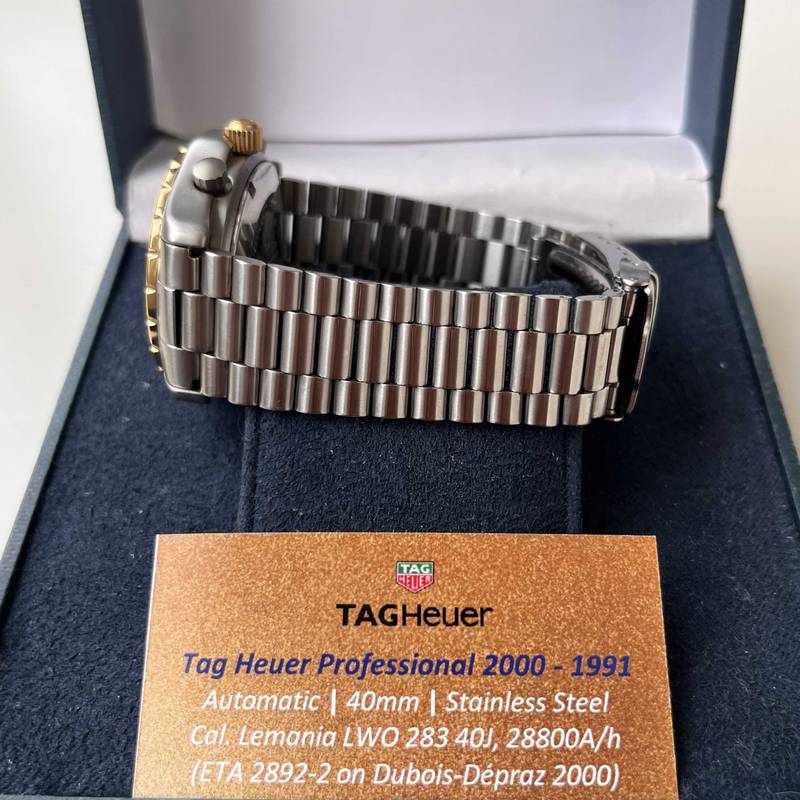 TAG
HEUER
TAGHeuer
Tag Heuer Professional 2000 - 1991
Automatic | 40mm | Stainless Steel
Cal. Lemania LWO 283 40J, 28800A/h
(ETA 2892-2 on Dubois-Dépraz 2000)